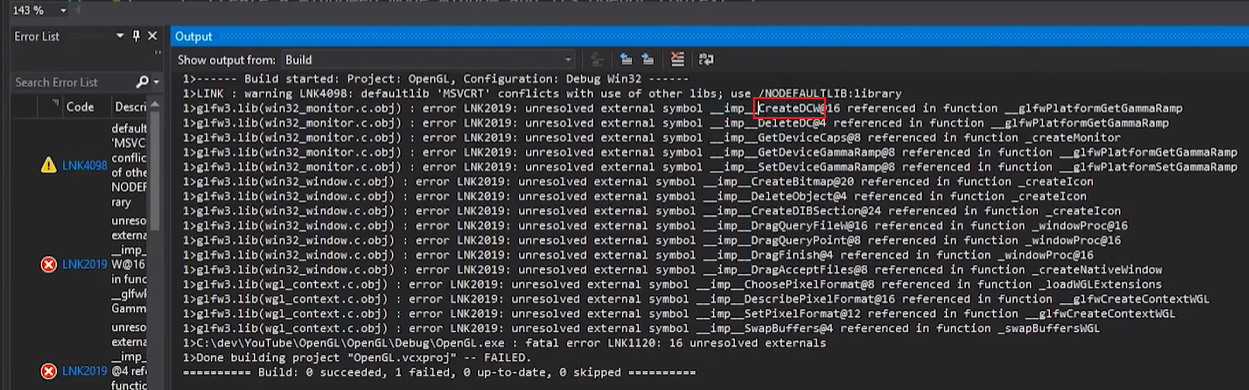 143 %
Error List
Search Error List
Code
Descri
LNK4098
defau
'MSVC
conflic
of othe
NODEFA
rary
LNK2019
unreso
externa
__imp_
W@16
in func
__glfwP
Gamm
LNK2019
unreso
externa
__imp_
@4 refe
functio
Output
Show output from: Build
1>------ Build started: Project: OpenGL, Configuration: Debug Win32 ------
1>LINK : warning LNK4098: defaultlib 'MSVCRT' conflicts with use of other libs; use /NODEFAULTLIB:library
1>glfw3.lib(win32_monitor.c.obj) : error LNK2019: unresolved external symbol __imp__CreateDCW@16 referenced in function __glfwPlatformGetGammaRamp
1>glfw3.lib(win32_monitor.c.obj) : error LNK2019: unresolved external symbol __imp__DeleteDC@4 referenced in function __glfwPlatformGetGammaRamp
1>glfw3.lib(win32_monitor.c.obj) : error LNK2019: unresolved external symbol __imp__GetDeviceCaps@8 referenced in function _createMonitor
1>glfw3.lib(win32_monitor.c.obj) : error LNK2019: unresolved external symbol __imp__GetDeviceGammaRamp@8 referenced in function __glfwPlatformGetGammaRamp
1>glfw3.lib(win32_monitor.c.obj) : error LNK2019: unresolved external symbol __imp__SetDeviceGammaRamp@8 referenced in function __glfwPlatformSetGammaRamp
1>glfw3.lib(win32_window.c.obj) : error LNK2019: unresolved external symbol __imp__CreateBitmap@20 referenced in function _createIcon
1>glfw3.lib(win32_window.c.obj) : error LNK2019: unresolved external symbol __imp__DeleteObject@4 referenced in function _createIcon
1>glfw3.lib(win32_window.c.obj) : error LNK2019: unresolved external symbol __imp__CreateDIBSection@24 referenced in function _createIcon
1>glfw3.lib(win32_window.c.obj) : error LNK2019: unresolved external symbol __imp__DragQueryFileW@16 referenced in function _windowProc@16
1>glfw3.lib(win32_window.c.obj) : error LNK2019: unresolved external symbol __imp__DragQueryPoint@8 referenced in function _windowProc@16
1>glfw3.lib(win32_window.c.obj) : error LNK2019: unresolved external symbol __imp__DragFinish@4 referenced in function _windowProc@16
1>glfw3.lib(win32_window.c.obj) : error LNK2019: unresolved external symbol __imp__DragAcceptFiles@8 referenced in function _createNativeWindow
1>glfw3.lib(wgl_context.c.obj) : error LNK2019: unresolved external symbol __imp__ChoosePixelFormat@8 referenced in function _loadWGLExtensions
1>glfw3.lib(wgl_context.c.obj) : error LNK2019: unresolved external symbol __imp__DescribePixelFormat@16 referenced in function __glfwCreateContextWGL
1>glfw3.lib(wgl_context.c.obj) : error LNK2019: unresolved external symbol __imp__SetPixelFormat@12 referenced in function __glfwCreateContextWGL
1>glfw3.lib(wgl_context.c.obj) : error LNK2019: unresolved external symbol __imp__SwapBuffers@4 referenced in function _swapBuffersWGL
1>C:\dev\YouTube\OpenGL\OpenGL\Debug\OpenGL.exe : fatal error LNK1120: 16 unresolved externals
1>Done building project "OpenGL.vcxproj" -- FAILED.
========== Build: 0 succeeded, 1 failed, 0 up-to-date, 0 skipped ==========